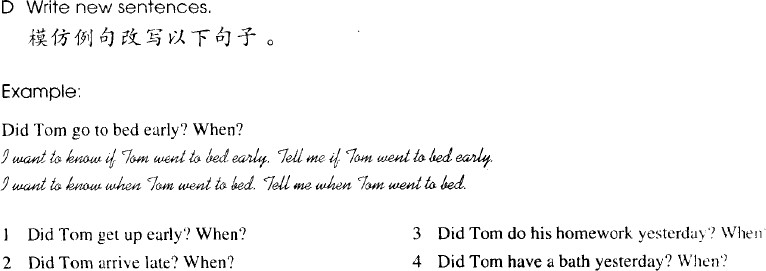 D Write new sentences.
模仿例句改写以下句子。
Example:
Did Tom go to bed early? When?
I want to know if Tom went to bed early. Tell me if Tom went to bed early.
I want to know when Tom went to bed. Tell me when Tom went to bed.
1 Did Tom get up early? When?
2 Did Tom arrive late? When?
3 Did Tom do his homework yesterday? When
4 Did Tom have a bath yesterday? When?